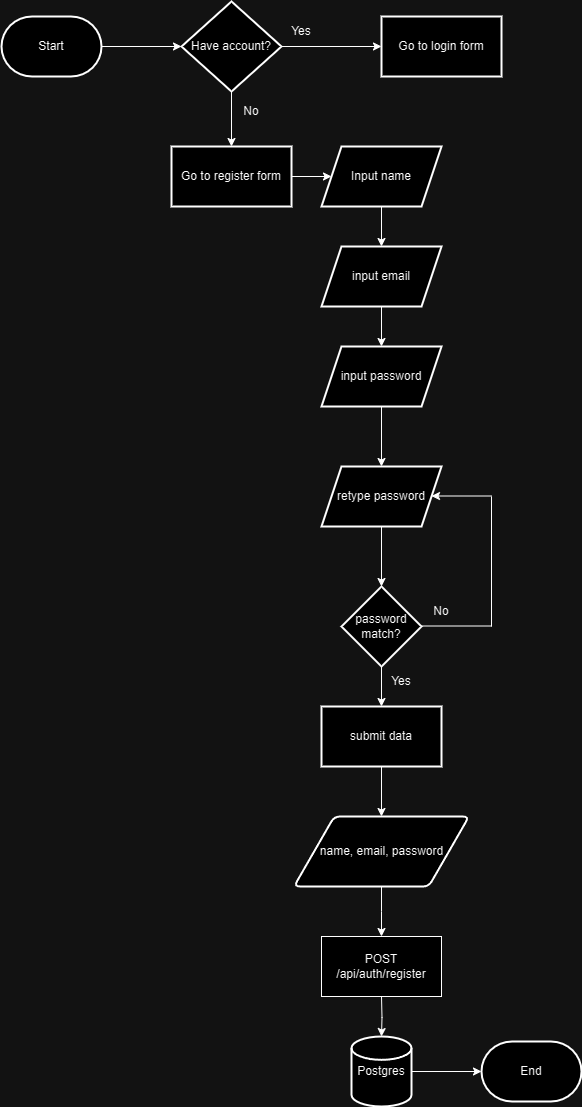 Start
Have account?
Yes
Go to login form
No
Go to register form
Input name
input email
input password
retype password
password
match?
No
Yes
submit data
name, email, password
POST
/api/auth/register
Postgres
End